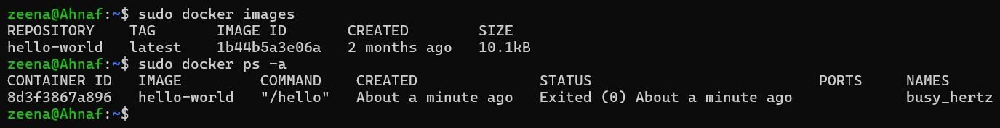 zeena@Ahnaf:~$ sudo docker images
REPOSITORY    TAG       IMAGE ID       CREATED        SIZE
hello-world   latest    1b44b5a3e06a   2 months ago   10.1kB
zeena@Ahnaf:~$ sudo docker ps -a
CONTAINER ID   IMAGE         COMMAND    CREATED              STATUS                          PORTS     NAMES
8d3f3867a896   hello-world   "/hello"   About a minute ago   Exited (0) About a minute ago             busy_hertz
zeena@Ahnaf:~$